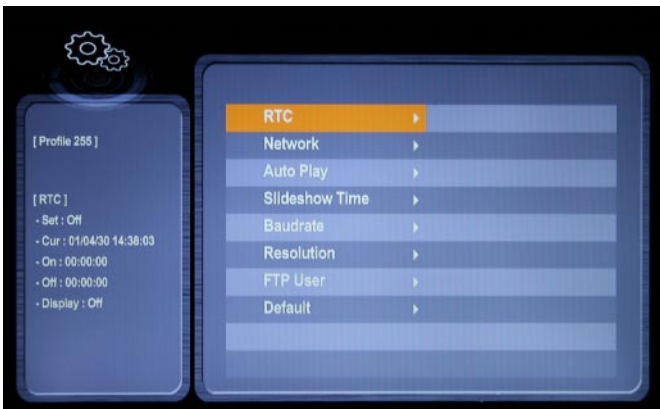 [ Profile 255 ]
[ RTC ]
- Set : Off
- Cur : 01/04/30 14:38:03
- On : 00:00:00
- Off : 00:00:00
- Display : Off
RTC
Network
Auto Play
Slideshow Time
Baudrate
Resolution
FTP User
Default